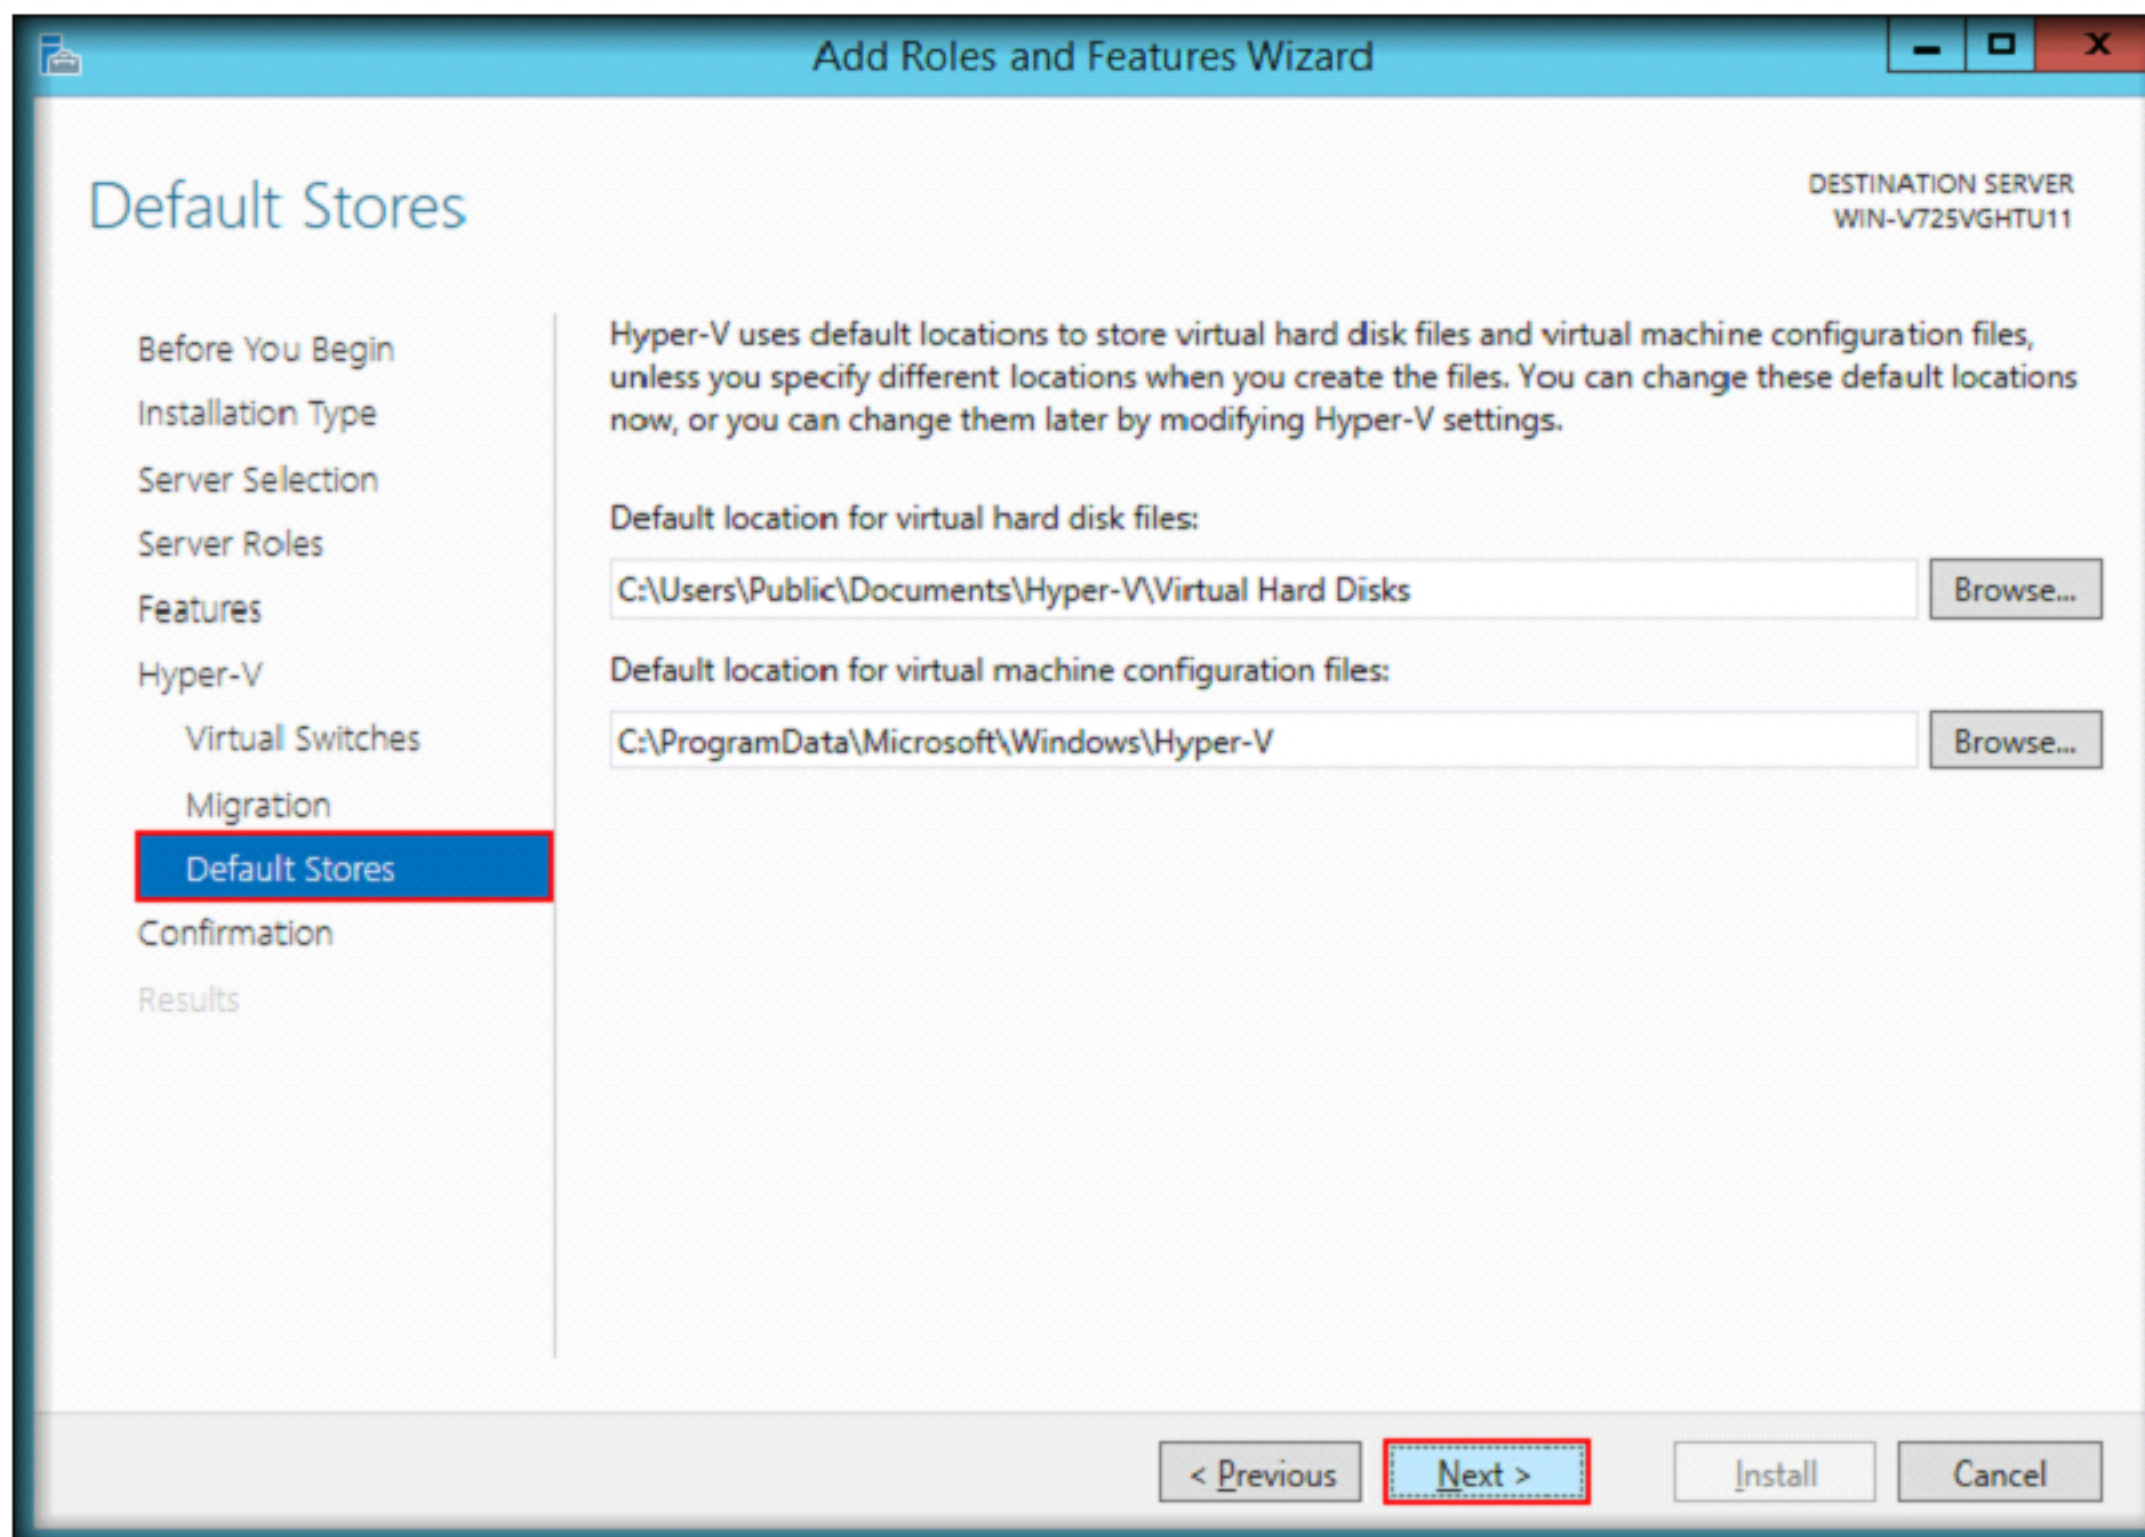 Add Roles and Features Wizard
Default Stores
DESTINATION SERVER
WIN-V725VGHTU11
Before You Begin
Installation Type
Server Selection
Server Roles
Features
Hyper-V
Virtual Switches
Migration
Default Stores
Confirmation
Results
Hyper-V uses default locations to store virtual hard disk files and virtual machine configuration files,
unless you specify different locations when you create the files. You can change these default locations
now, or you can change them later by modifying Hyper-V settings.
Default location for virtual hard disk files:
C:\Users\Public\Documents\Hyper-V\Virtual Hard Disks
Browse...
Default location for virtual machine configuration files:
C:\ProgramData\Microsoft\Windows\Hyper-V
Browse...
< Previous
Next >
Install
Cancel